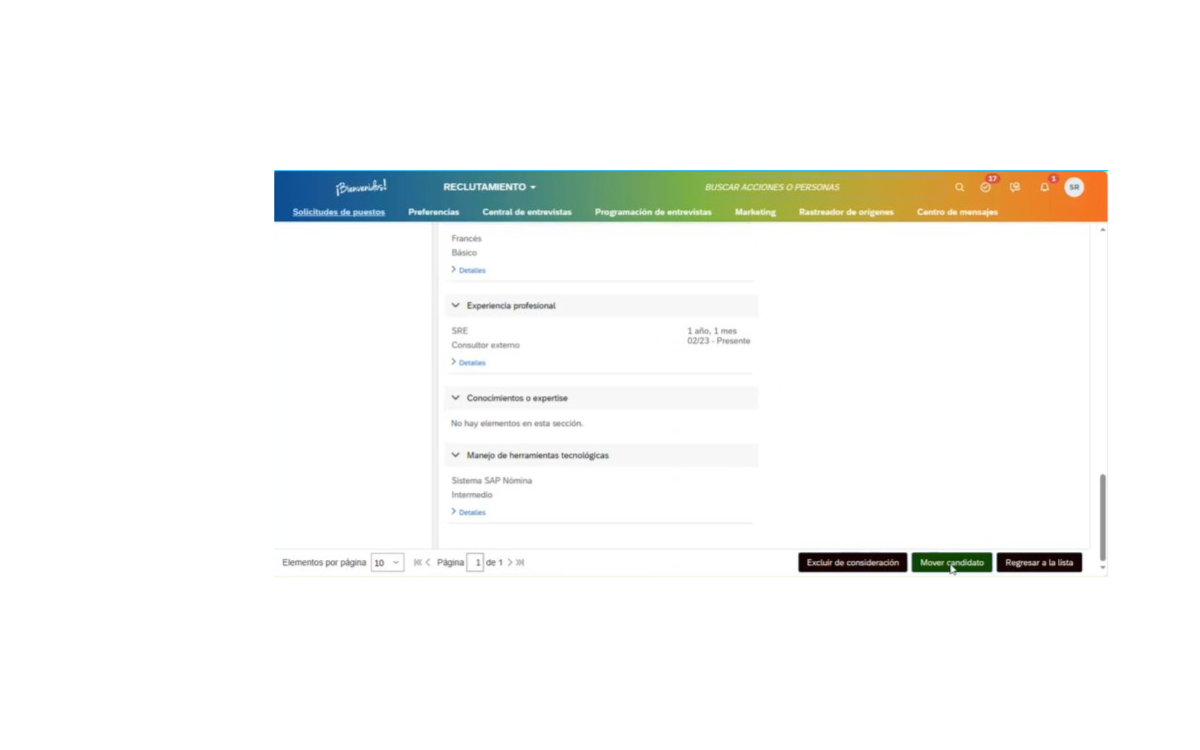 ¡Bienvenidos!
RECLUTAMIENTO
BUSCAR ACCIONES O PERSONAS
17
1
SR
Solicitudes de puestos
Preferencias
Central de entrevistas
Programación de entrevistas
Marketing
Rastreador de orígenes
Centro de mensajes
Francés
Básico
Detalles
Experiencia profesional
SRE
1 año, 1 mes
Consultor externo
02/23 - Presente
Detalles
Conocimientos o expertise
No hay elementos en esta sección.
Manejo de herramientas tecnológicas
Sistema SAP Nómina
Intermedio
Detalles
Elementos por página 10
Página 1 de 1
Excluir de consideración
Mover candidato
Regresar a la lista